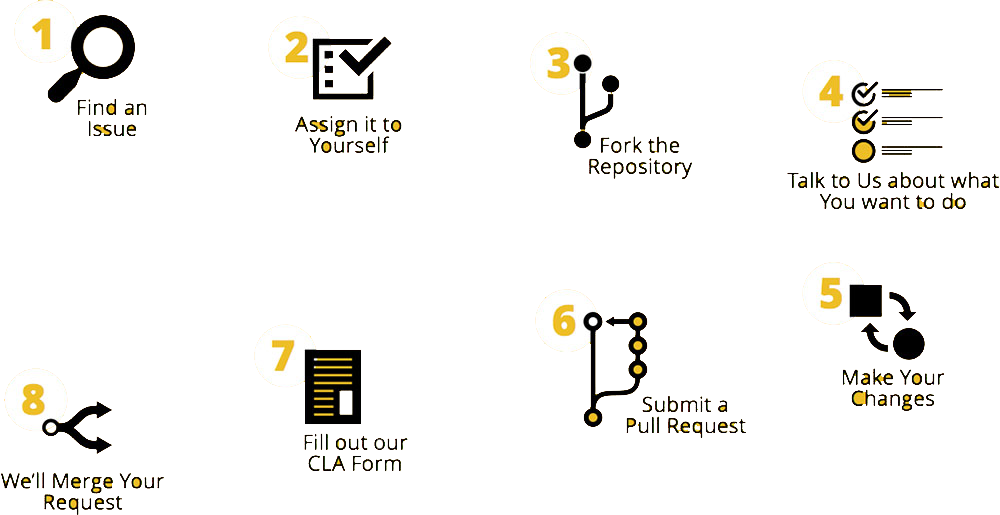 1
Find an
Issue
2
Assign it to
Yourself
3
Fork the
Repository
4
Talk to Us about what
You want to do
5
Make Your
Changes
6
Submit a
Pull Request
7
Fill out our
CLA Form
8
We'll Merge Your
Request